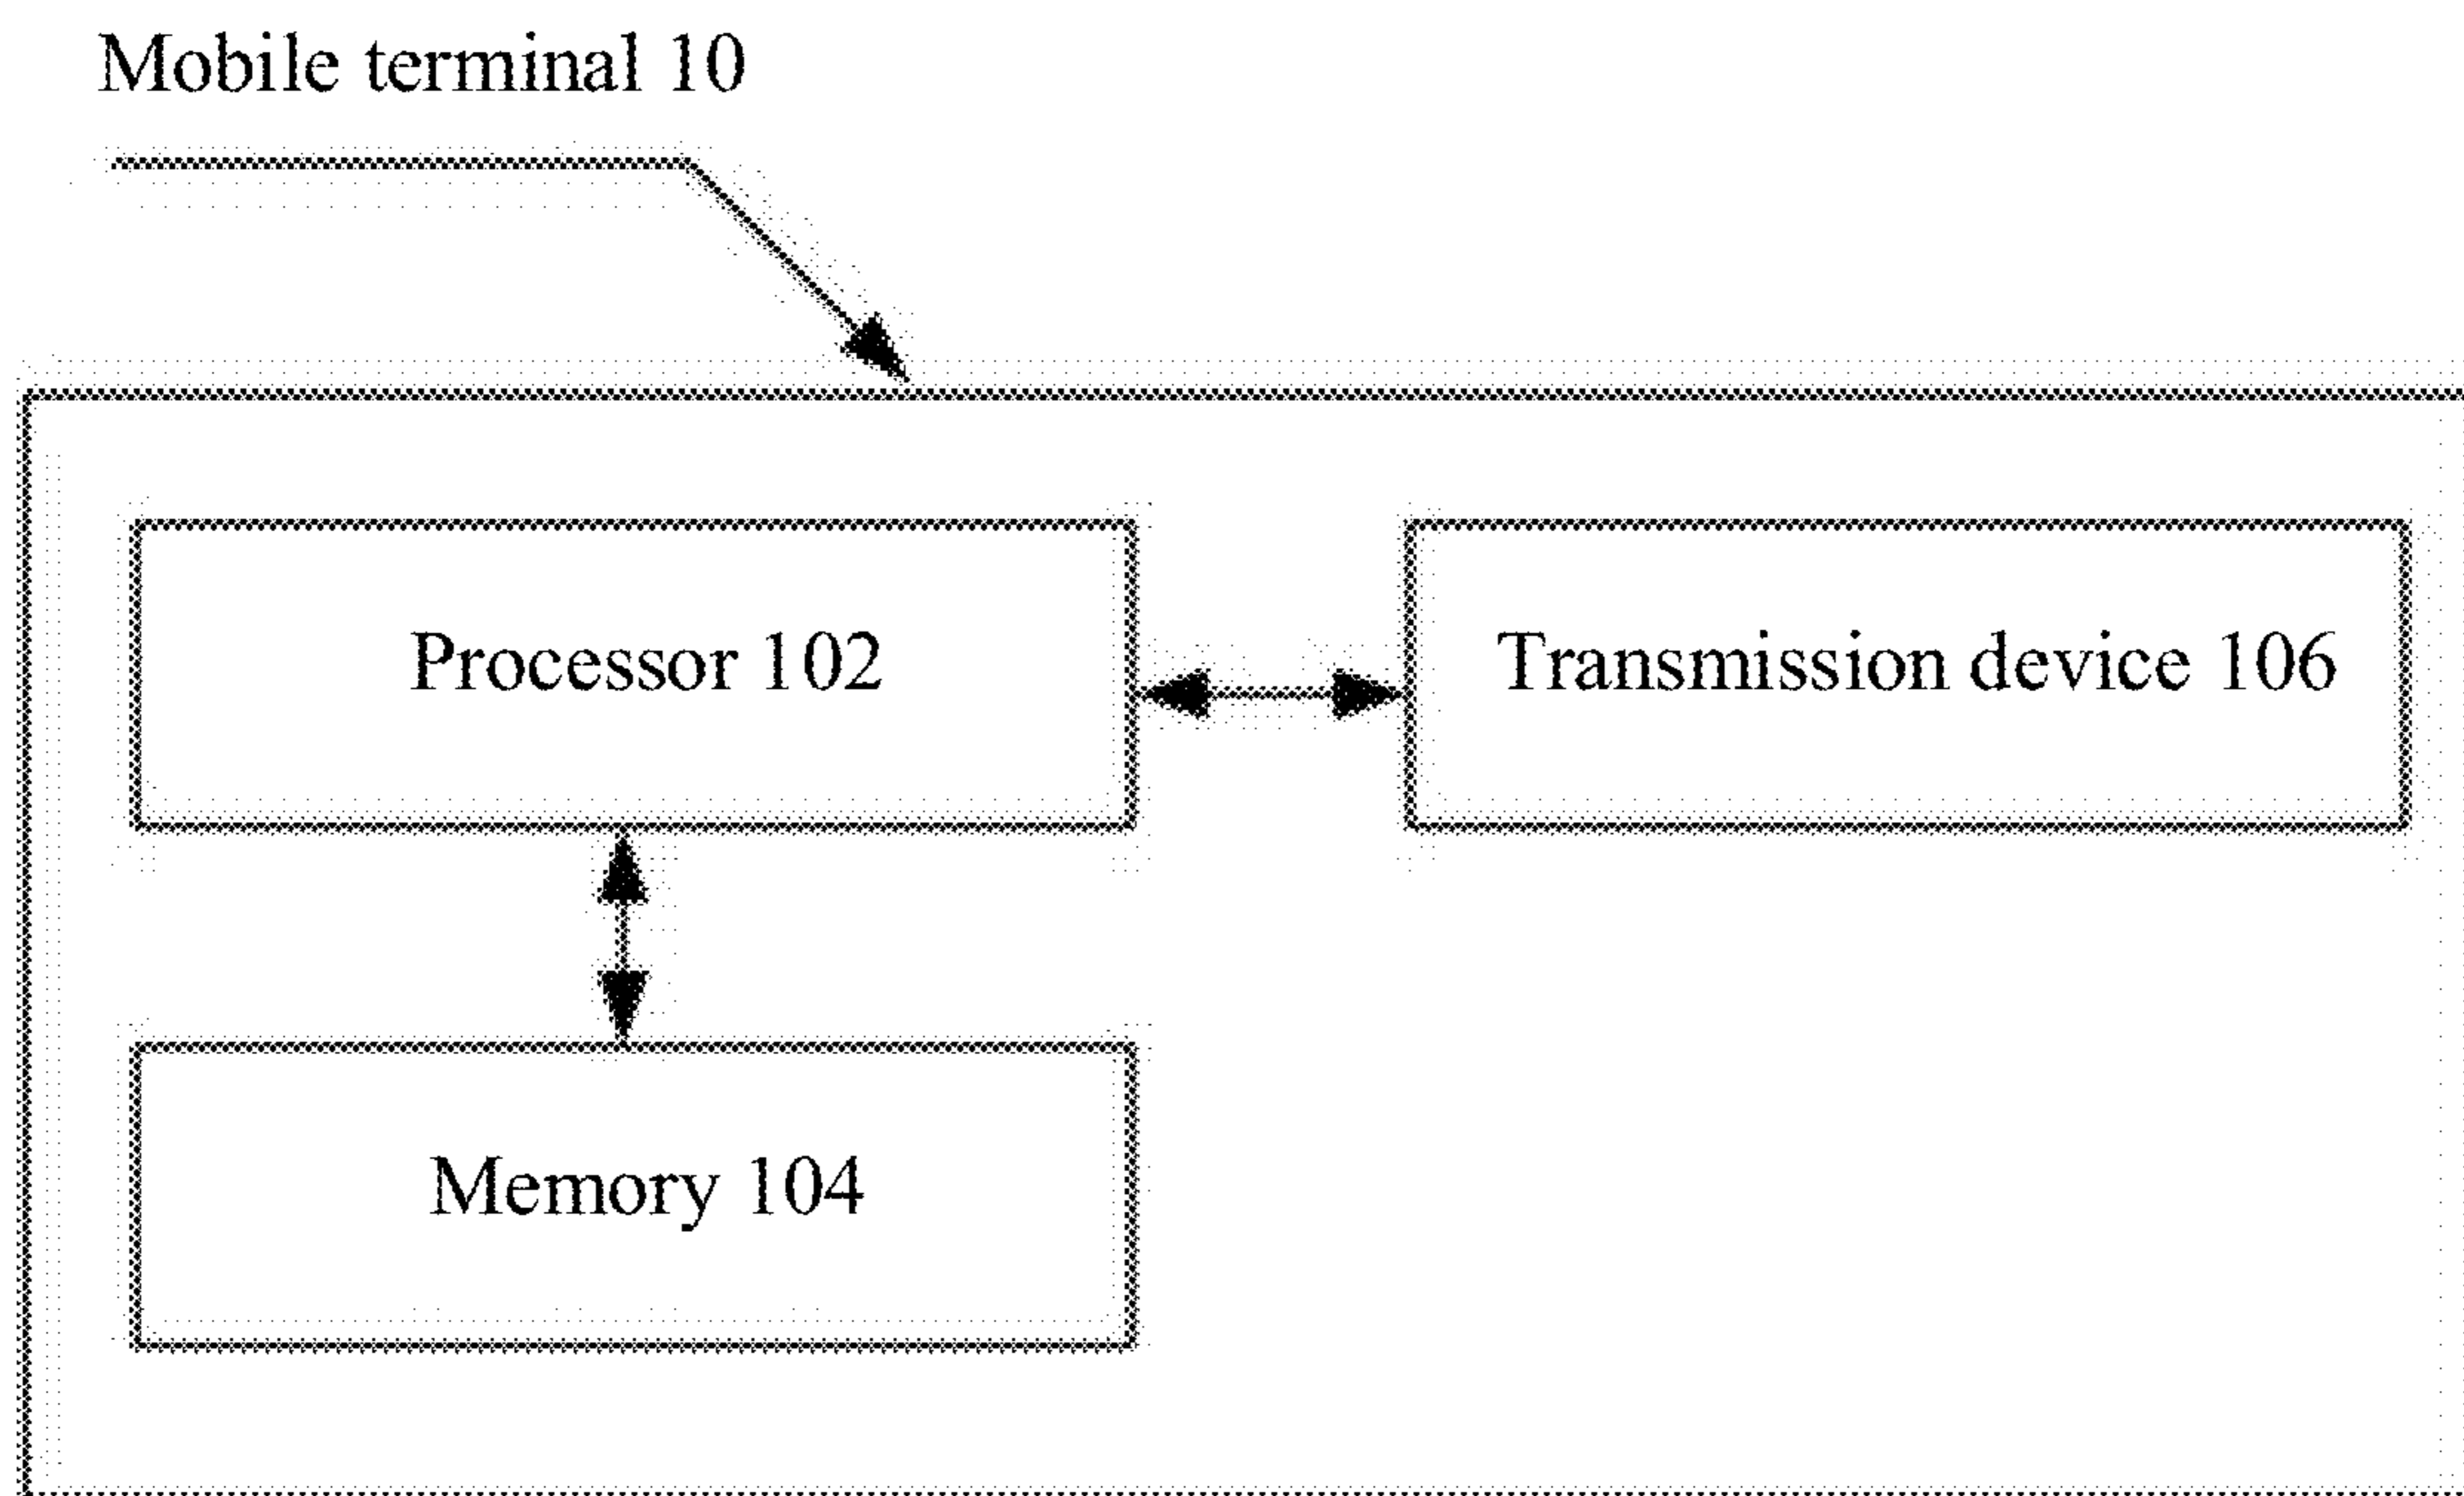 Mobile terminal 10
Processor 102
Transmission device 106
Memory 104